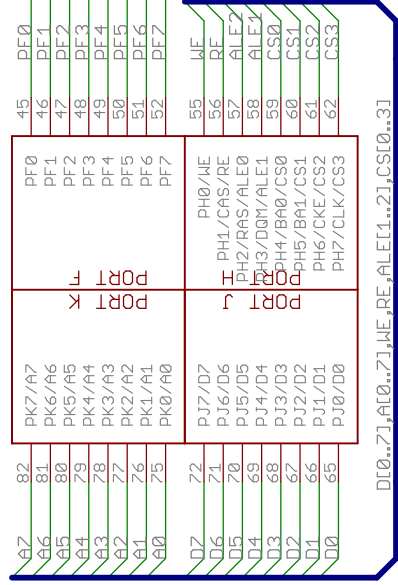 PF0 PF1 PF2 PF3 PF4 PF5 PF6 PF7 WE RE ALE2 ALE1 CS0 CS1 CS2 CS3
45 46 47 48 49 50 51 52 55 56 57 58 59 60 61 62
PF0 PF1 PF2 PF3 PF4 PF5 PF6 PF7 PH0/WE PH1/CAS/RE PH2/RAS/ALE0 PH3/DQM/ALE1 PH4/BA0/CS0 PH5/BA1/CS1 PH6/CKE/CS2 PH7/CLK/CS3
PORT F
PORT H
PORT K
PORT J
PK7/A7 PK6/A6 PK5/A5 PK4/A4 PK3/A3 PK2/A2 PK1/A1 PK0/A0 PJ7/D7 PJ6/D6 PJ5/D5 PJ4/D4 PJ3/D3 PJ2/D2 PJ1/D1 PJ0/D0
82 81 80 79 78 77 76 75 72 71 70 69 68 67 66 65
A7 A6 A5 A4 A3 A2 A1 A0 D7 D6 D5 D4 D3 D2 D1 D0
D[0..7],A[0..7],WE,RE,ALE[1..2],CS[0..3]